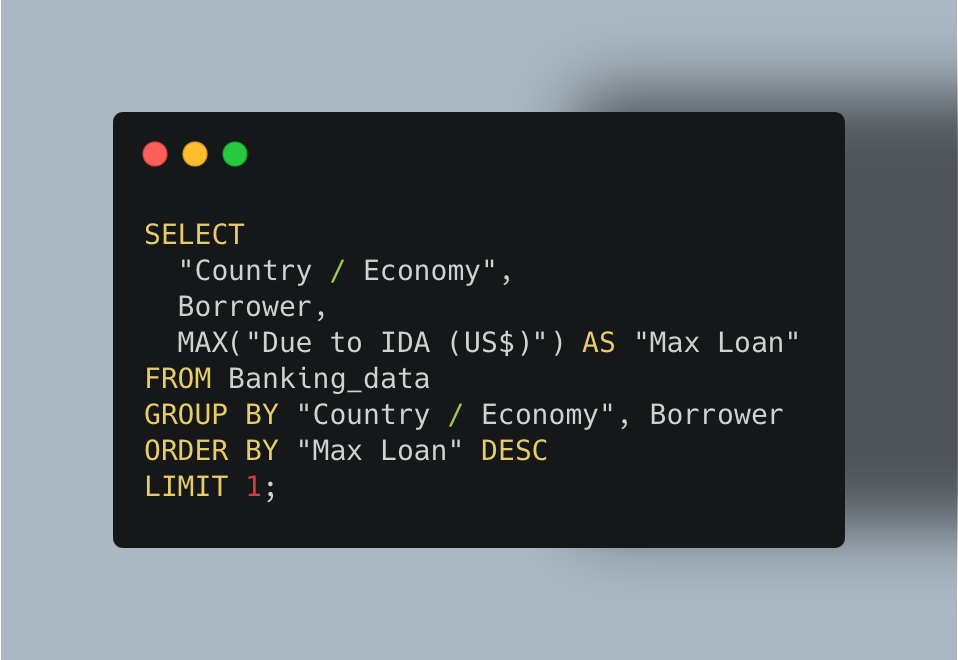 SELECT
  "Country / Economy",
  Borrower,
  MAX("Due to IDA (US$)") AS "Max Loan"
FROM Banking_data
GROUP BY "Country / Economy", Borrower
ORDER BY "Max Loan" DESC
LIMIT 1;